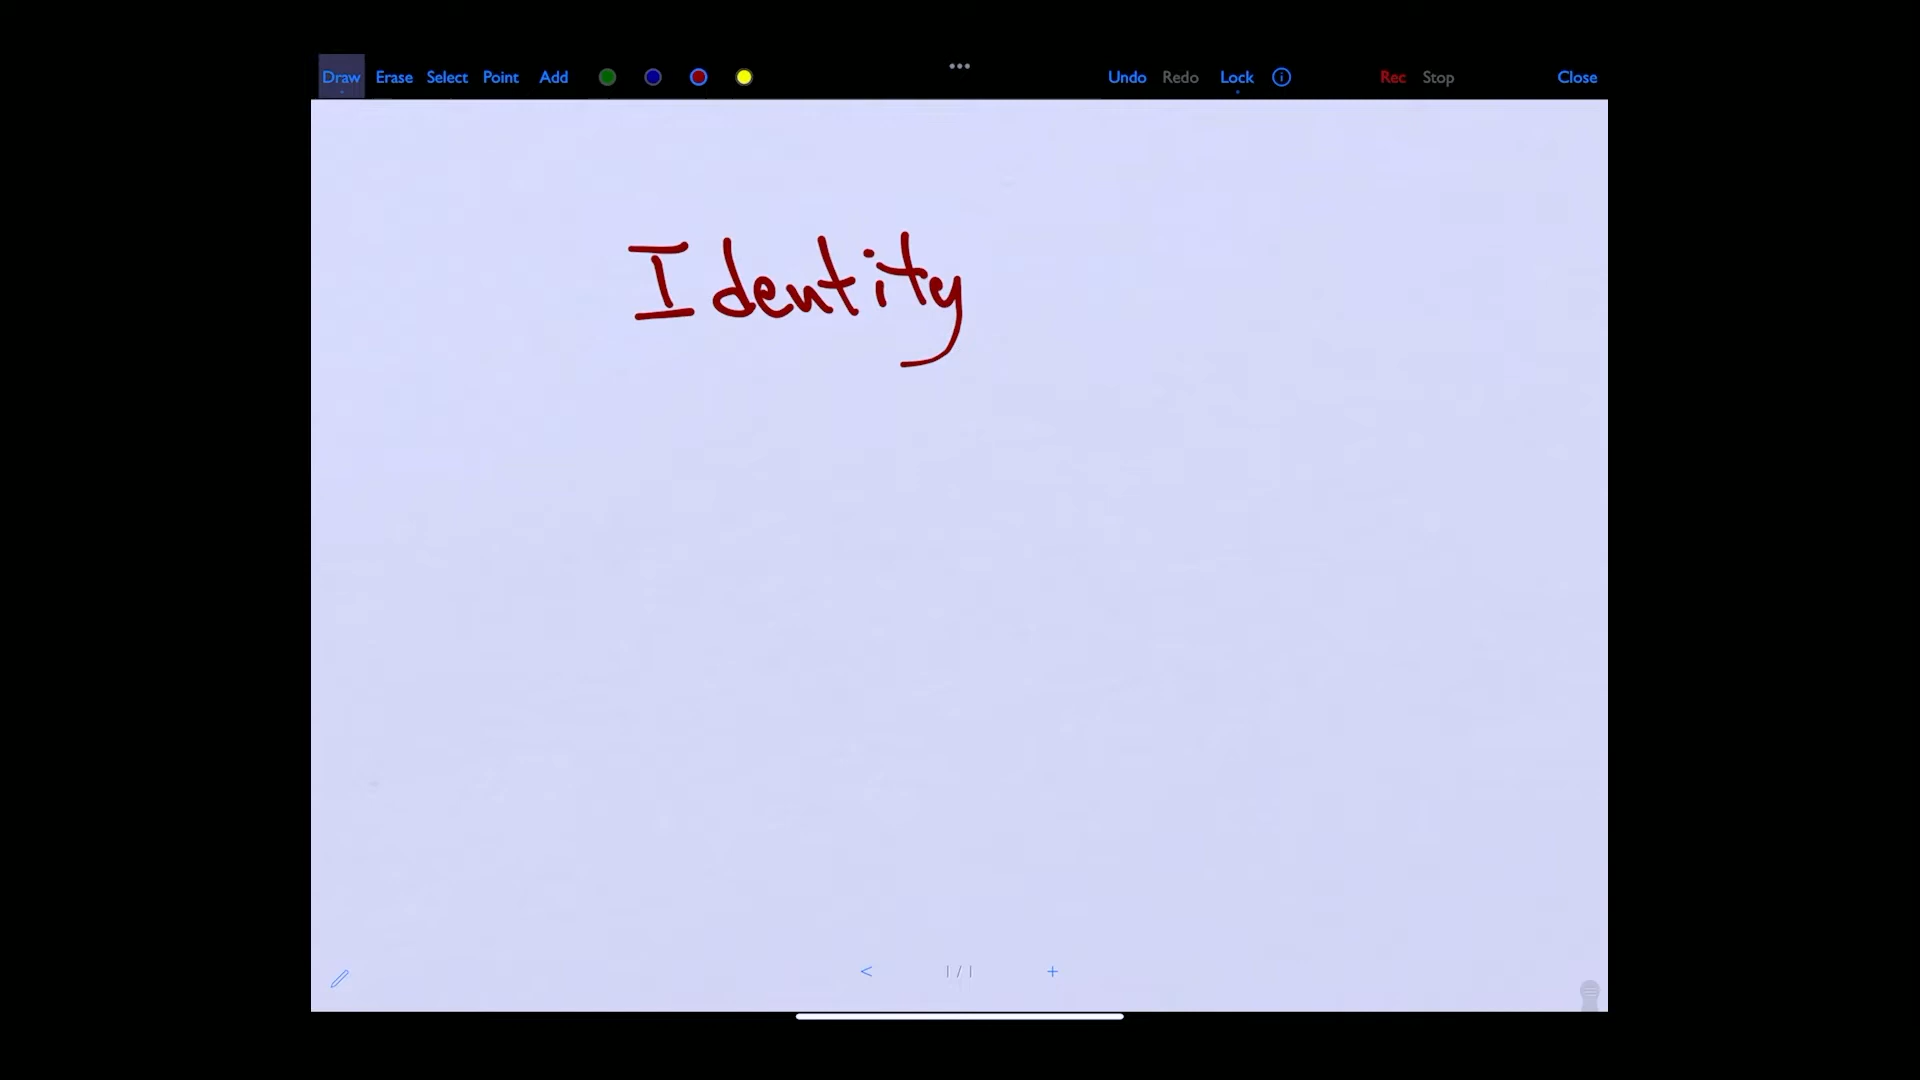 Draw Erase Select Point Add ••• Undo Redo Lock Rec Stop Close
Identity
< 1 / 1 +